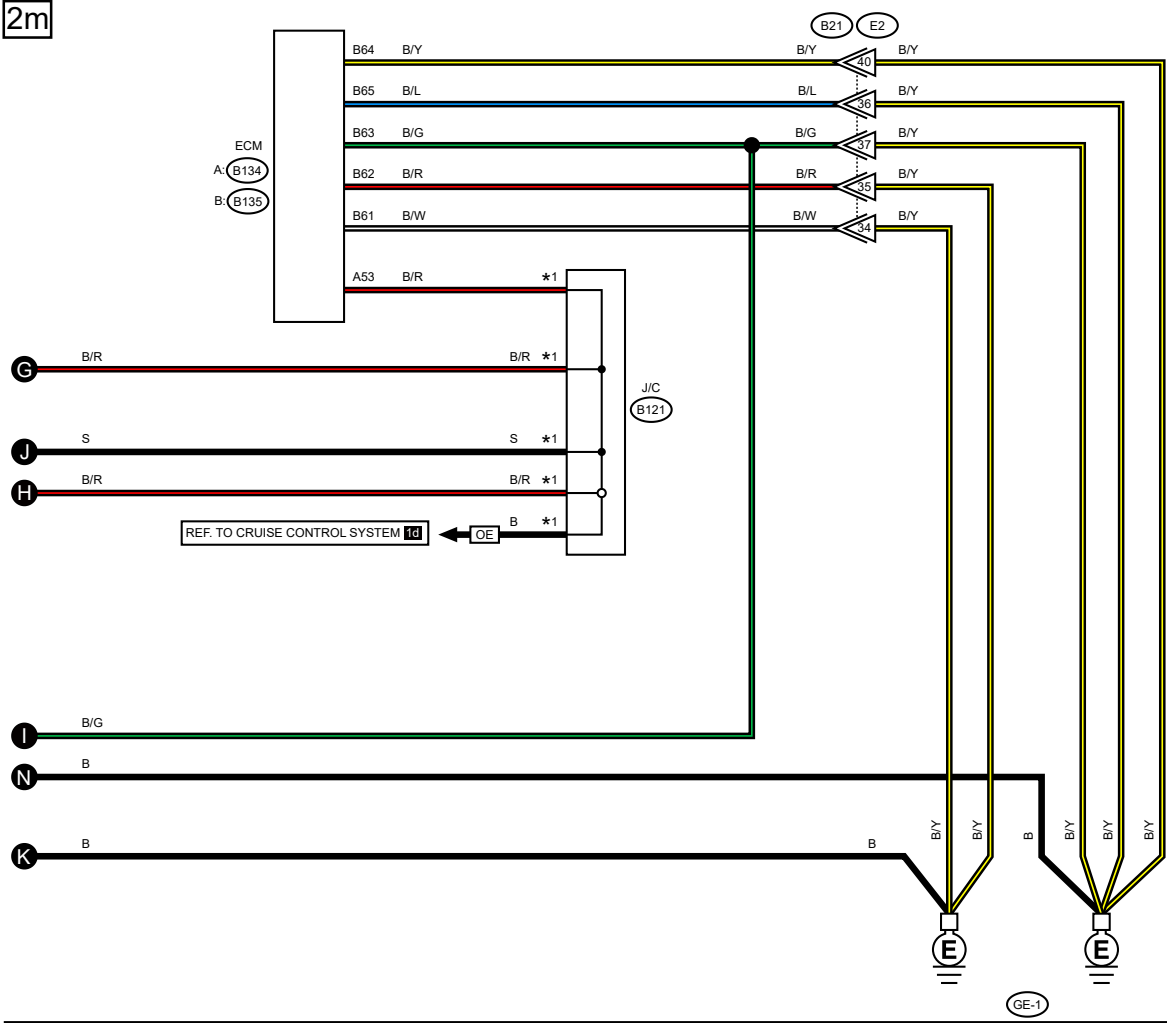 2m
B21 E2
B64 B/Y B/Y 40 B/Y
B65 B/L B/L 36 B/Y
B63 B/G B/G 37 B/Y
ECM
A: B134
B62 B/R B/R 35 B/Y
B: B135
B61 B/W B/W 34 B/Y
A53 B/R *1
G B/R B/R *1
J/C
B121
J S S *1
H B/R B/R *1
REF. TO CRUISE CONTROL SYSTEM 1d OE B *1
I B/G
N B
B/Y B/Y B B/Y B/Y B/Y
K B B
E E
GE-1